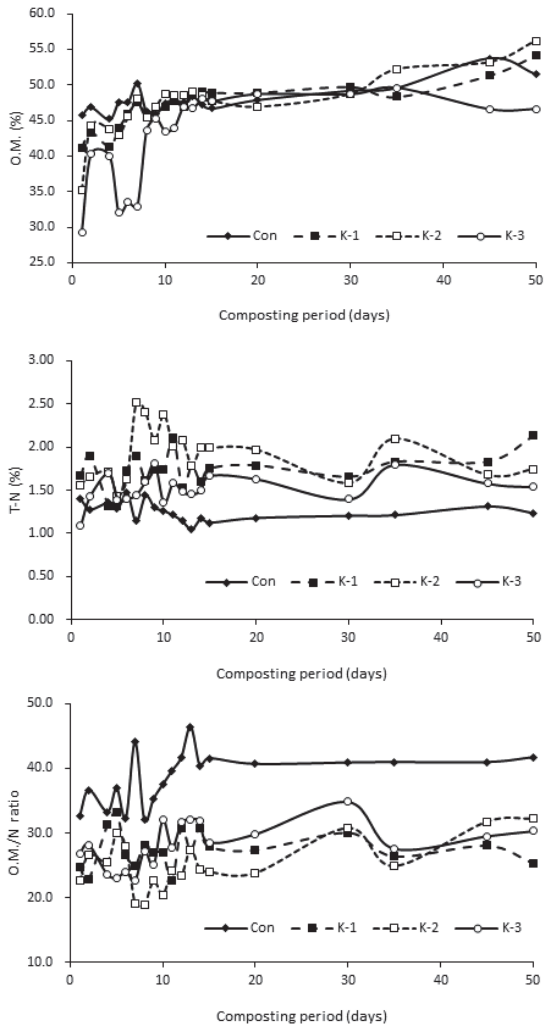 60.0
55.0
50.0
45.0
40.0
35.0
30.0
25.0
O.M. (%)
Con K-1 K-2 K-3
0 10 20 30 40 50
Composting period (days)
3.00
2.50
2.00
1.50
1.00
0.50
0.00
T-N (%)
Con K-1 K-2 K-3
0 10 20 30 40 50
Composting period (days)
50.0
40.0
30.0
20.0
10.0
O.M./N ratio
Con K-1 K-2 K-3
0 10 20 30 40 50
Composting period (days)